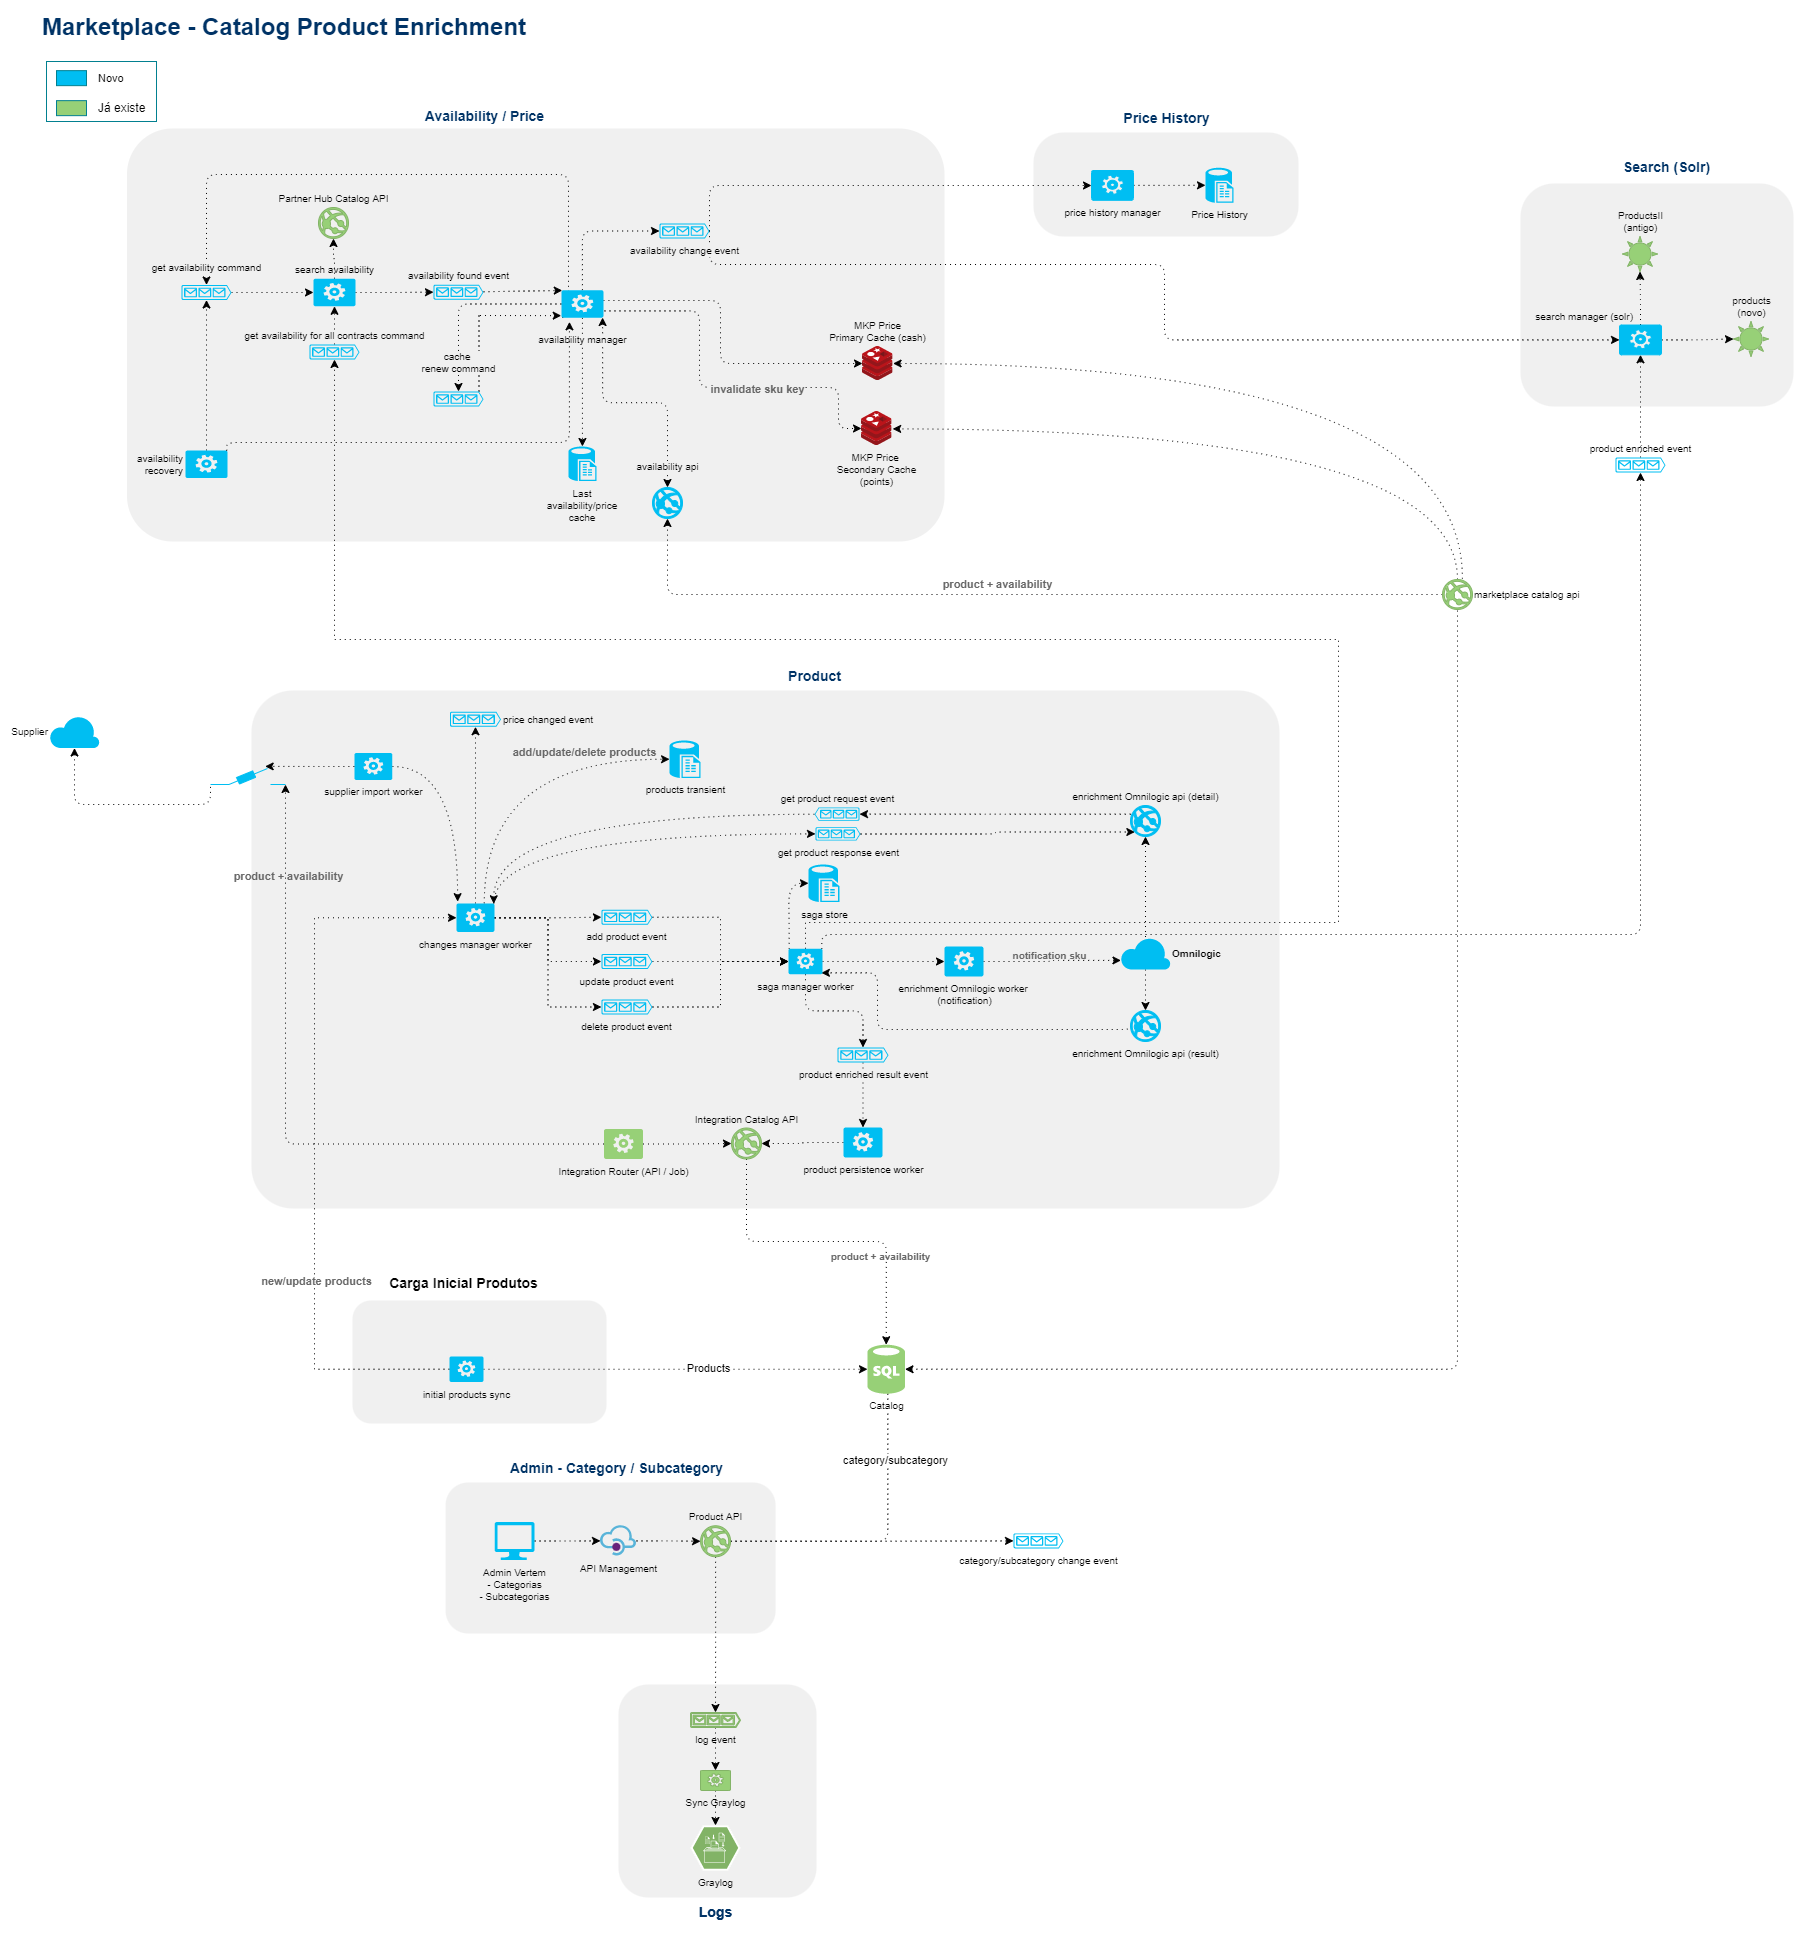 Marketplace - Catalog Product Enrichment
Novo
Já existe
Availability / Price
Price History
Search (Solr)
Partner Hub Catalog API
get availability command
search availability
availability found event
availability change event
get availability for all contracts command
cache
renew command
availability manager
MKP Price
Primary Cache (cash)
invalidate sku key
MKP Price
Secondary Cache
(points)
availability
recovery
Last
availability/price
cache
availability api
price history manager
Price History
ProductsII
(antigo)
products
(novo)
search manager (solr)
product enriched event
product + availability
marketplace catalog api
Product
Supplier
price changed event
add/update/delete products
products transient
supplier import worker
get product request event
enrichment Omnilogic api (detail)
get product response event
product + availability
saga store
changes manager worker
add product event
update product event
delete product event
saga manager worker
enrichment Omnilogic worker
(notification)
notification sku
Omnilogic
enrichment Omnilogic api (result)
product enriched result event
Integration Catalog API
Integration Router (API / Job)
product persistence worker
product + availability
new/update products
Carga Inicial Produtos
initial products sync
Products
SQL
Catalog
category/subcategory
Admin - Category / Subcategory
Admin Vertem
- Categorias
- Subcategorias
API Management
Product API
category/subcategory change event
log event
Sync Graylog
Graylog
Logs